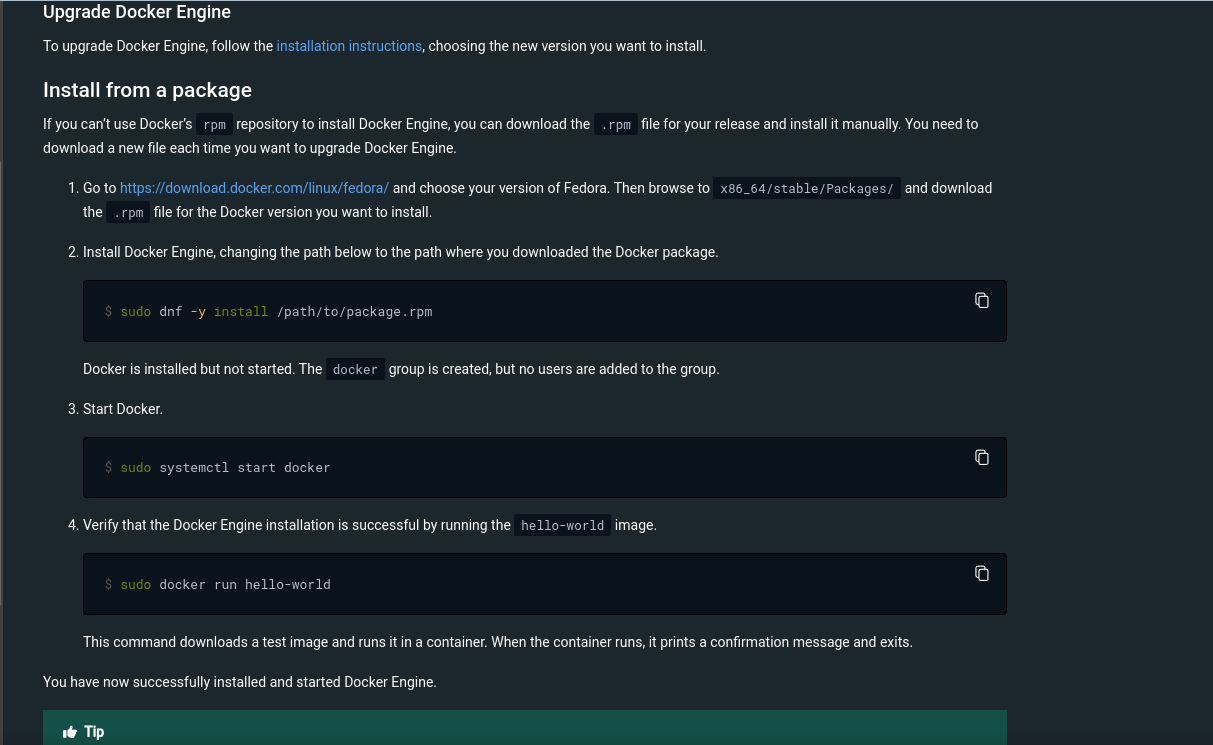 Upgrade Docker Engine
To upgrade Docker Engine, follow the installation instructions, choosing the new version you want to install.
Install from a package
If you can’t use Docker’s rpm repository to install Docker Engine, you can download the .rpm file for your release and install it manually. You need to
download a new file each time you want to upgrade Docker Engine.
1. Go to https://download.docker.com/linux/fedora/ and choose your version of Fedora. Then browse to x86_64/stable/Packages/ and download
the .rpm file for the Docker version you want to install.
2. Install Docker Engine, changing the path below to the path where you downloaded the Docker package.
$ sudo dnf -y install /path/to/package.rpm
Docker is installed but not started. The docker group is created, but no users are added to the group.
3. Start Docker.
$ sudo systemctl start docker
4. Verify that the Docker Engine installation is successful by running the hello-world image.
$ sudo docker run hello-world
This command downloads a test image and runs it in a container. When the container runs, it prints a confirmation message and exits.
You have now successfully installed and started Docker Engine.
Tip